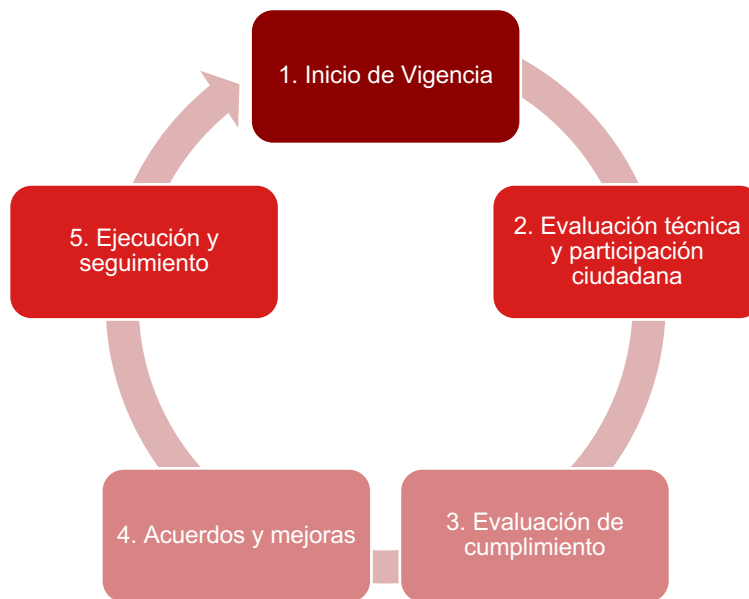 1. Inicio de Vigencia
2. Evaluación técnica
y participación
ciudadana
3. Evaluación de
cumplimiento
4. Acuerdos y mejoras
5. Ejecución y
seguimiento